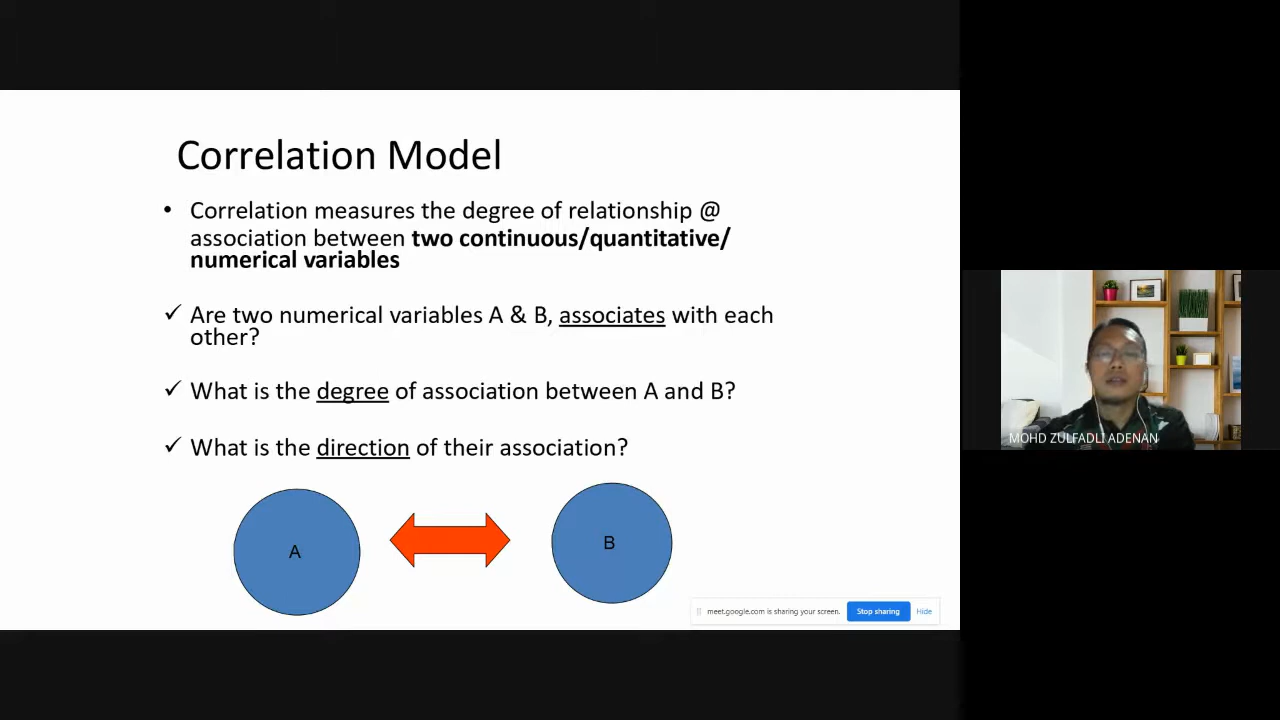 Correlation Model
• Correlation measures the degree of relationship @
association between two continuous/quantitative/
numerical variables
✓ Are two numerical variables A & B, associates with each
other?
✓ What is the degree of association between A and B?
✓ What is the direction of their association?
A
B
meet.google.com is sharing your screen.
Stop sharing
Hide
MOHD ZULFADLI ADENAN